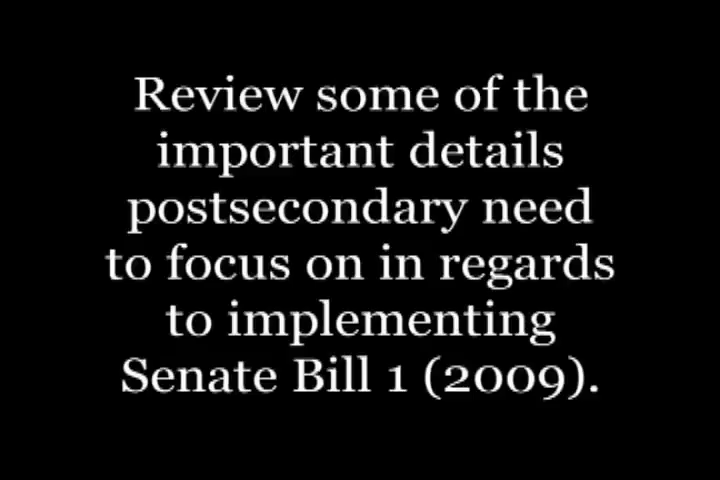 Review some of the
important details
postsecondary need
to focus on in regards
to implementing
Senate Bill 1 (2009).